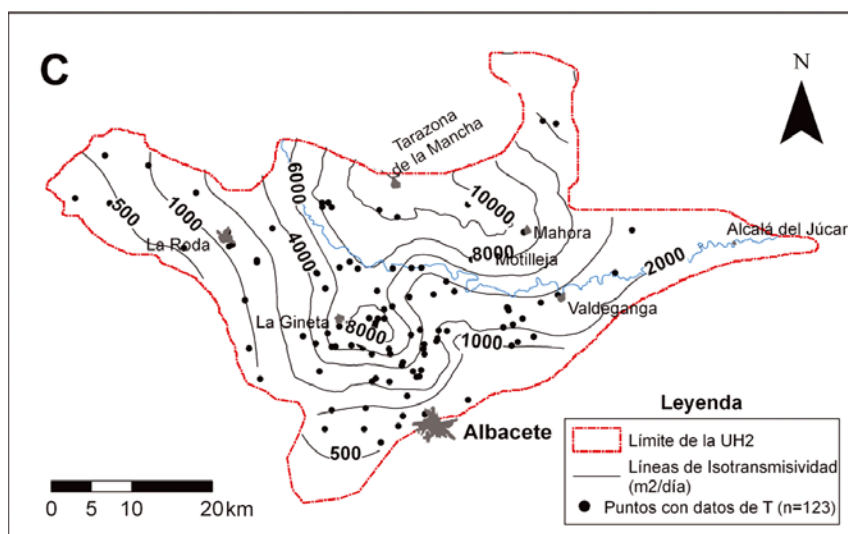 C
N
Tarazona
de la Mancha
6000
10000
1000
500
La Roda
4000
Mahora
8000
Motilleja
Alcalá del Júcar
2000
Valdeganga
La Gineta
8000
1000
Albacete
500
0 5 10 20 km
Leyenda
Límite de la UH2
Líneas de Isotransmisividad
(m2/día)
Puntos con datos de T (n=123)